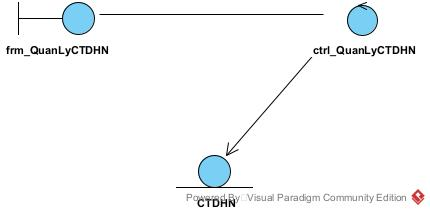 frm_QuanLyCTDHN
ctrl_QuanLyCTDHN
Powered By Visual Paradigm Community Edition
CTDHN